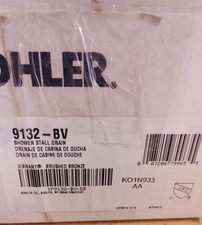 OHLER®
9132-BV
SHOWER STALL DRAIN
DRENAJE DE CABINA DE DUCHA
DRAIN DE CABINE DE DOUCHE
VIBRANT® BRUSHED BRONZE
KO1N933
AA